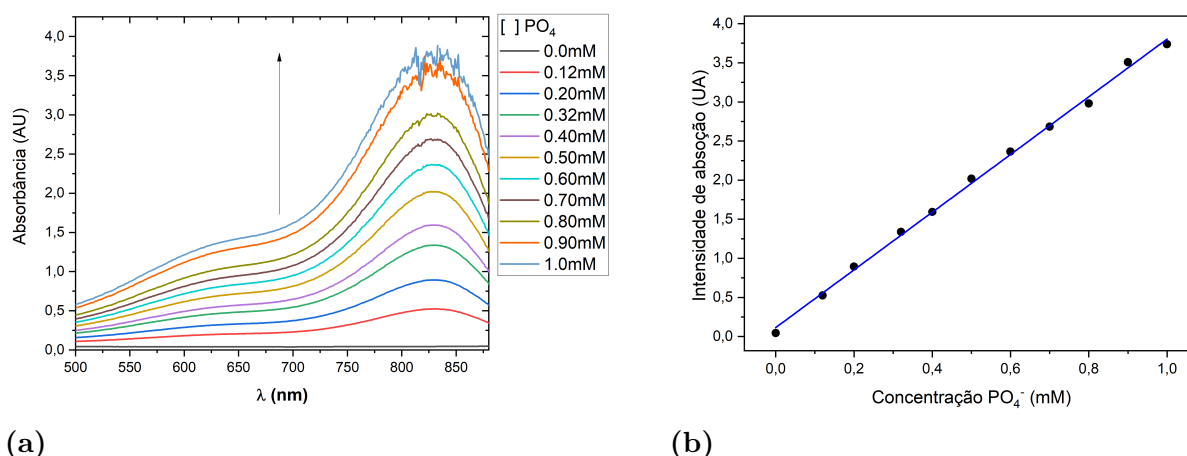 4,0
3,5
3,0
2,5
2,0
1,5
1,0
0,5
0,0
Absorbância (AU)
500 550 600 650 700 750 800 850
λ (nm)
[ ] PO4
0.0mM
0.12mM
0.20mM
0.32mM
0.40mM
0.50mM
0.60mM
0.70mM
0.80mM
0.90mM
1.0mM
(a)
4,0
3,5
3,0
2,5
2,0
1,5
1,0
0,5
0,0
Intensidade de absoção (UA)
0,0 0,2 0,4 0,6 0,8 1,0
Concentração PO4- (mM)
(b)